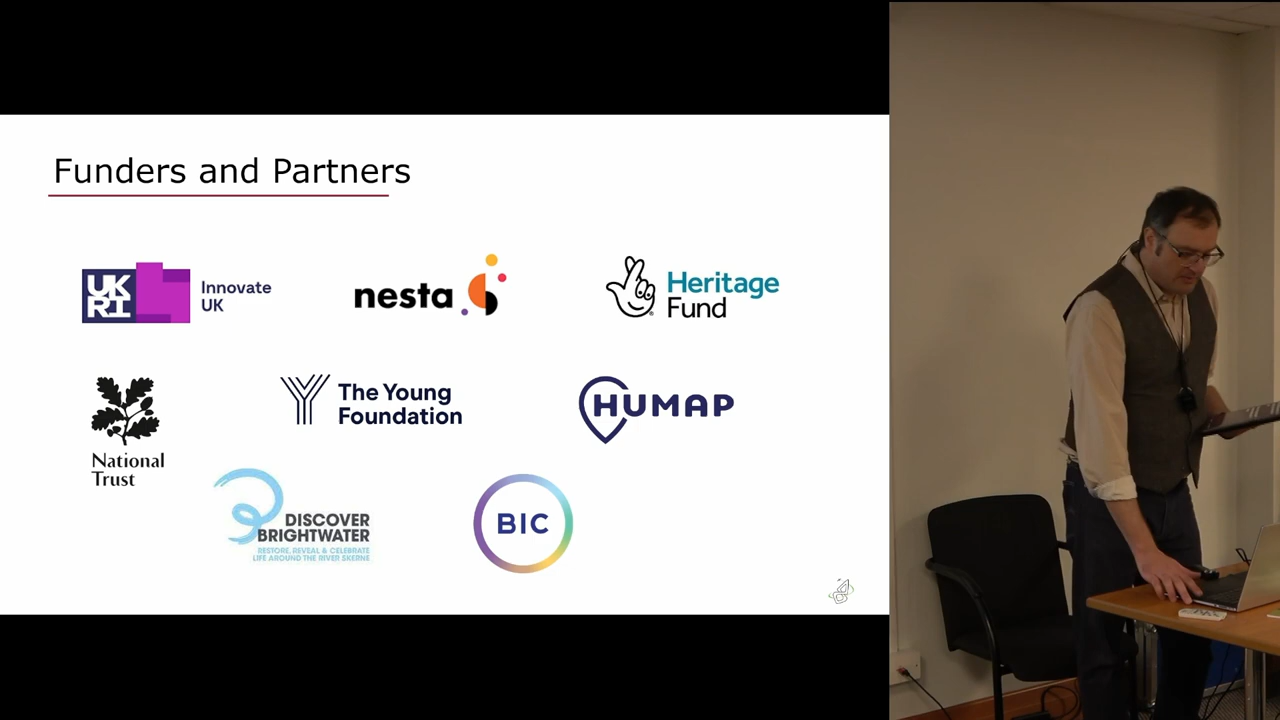 Funders and Partners
UK
RI
Innovate
UK
nesta
Heritage
Fund
National
Trust
The Young
Foundation
HUMAP
DISCOVER
BRIGHTWATER
RESTORE, REVEAL & CELEBRATE
LIFE AROUND THE RIVER SKERNE
BIC